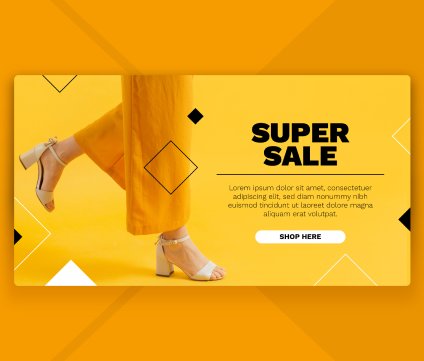 SUPER
SALE
Lorem ipsum dolor sit amet, consectetuer
adipiscing elit, sed diam nonummy nibh
euismod tincidunt ut laoreet dolore magna
aliquam erat volutpat.
SHOP HERE